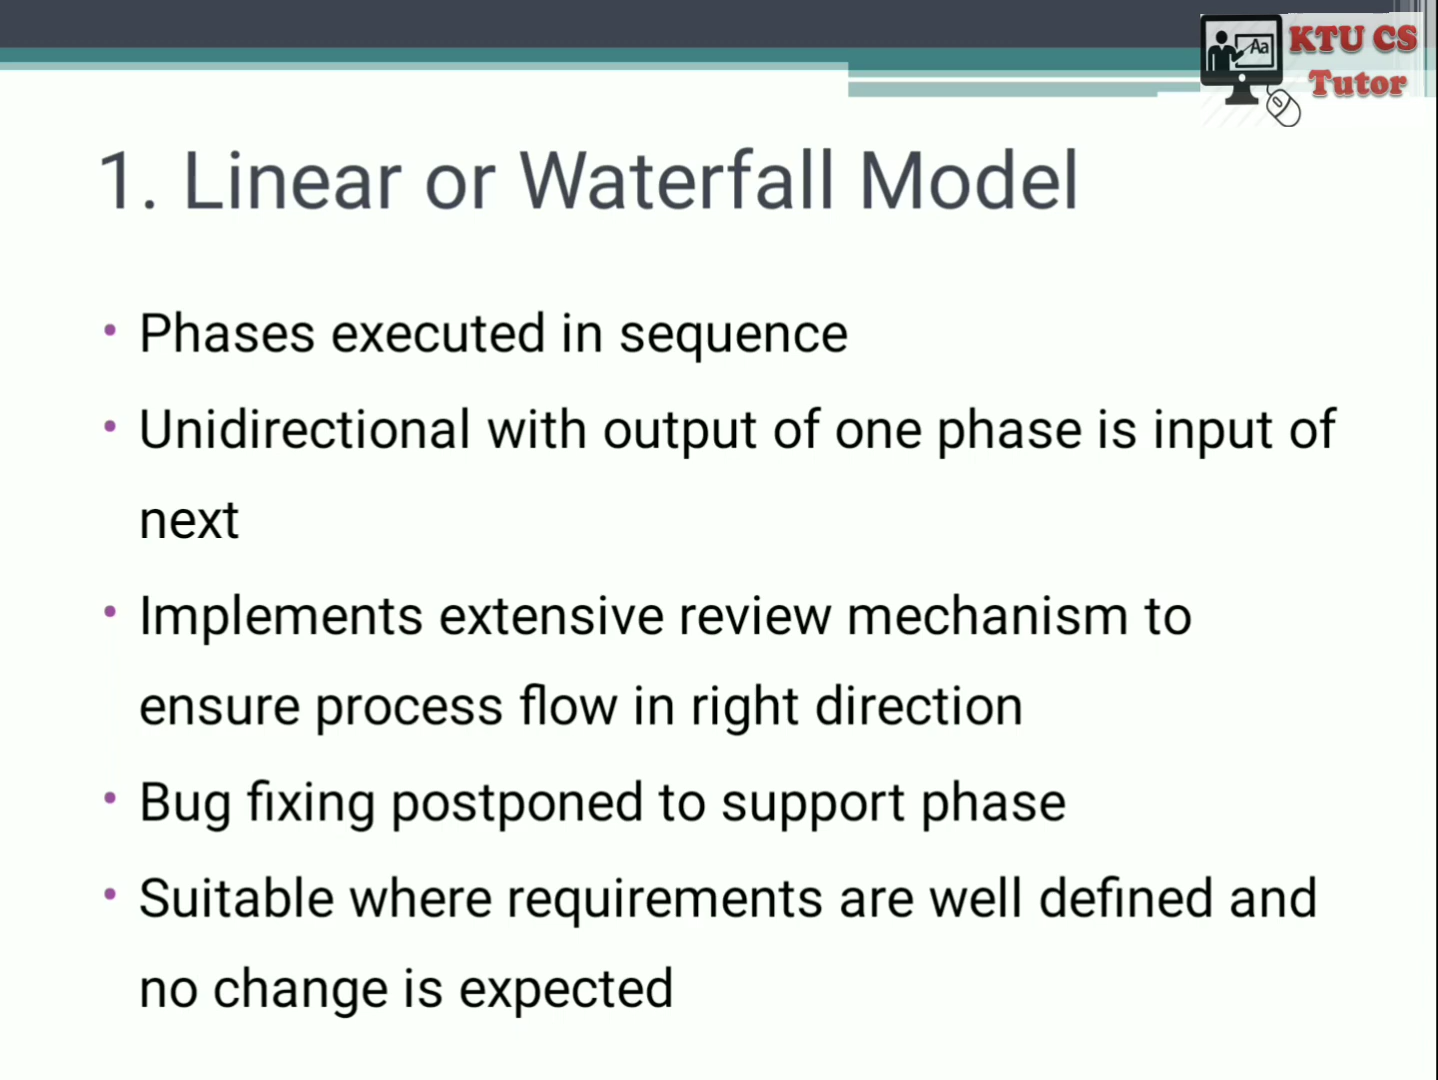 Aa
KTU CS
Tutor
1. Linear or Waterfall Model
• Phases executed in sequence
• Unidirectional with output of one phase is input of
next
• Implements extensive review mechanism to
ensure process flow in right direction
• Bug fixing postponed to support phase
• Suitable where requirements are well defined and
no change is expected